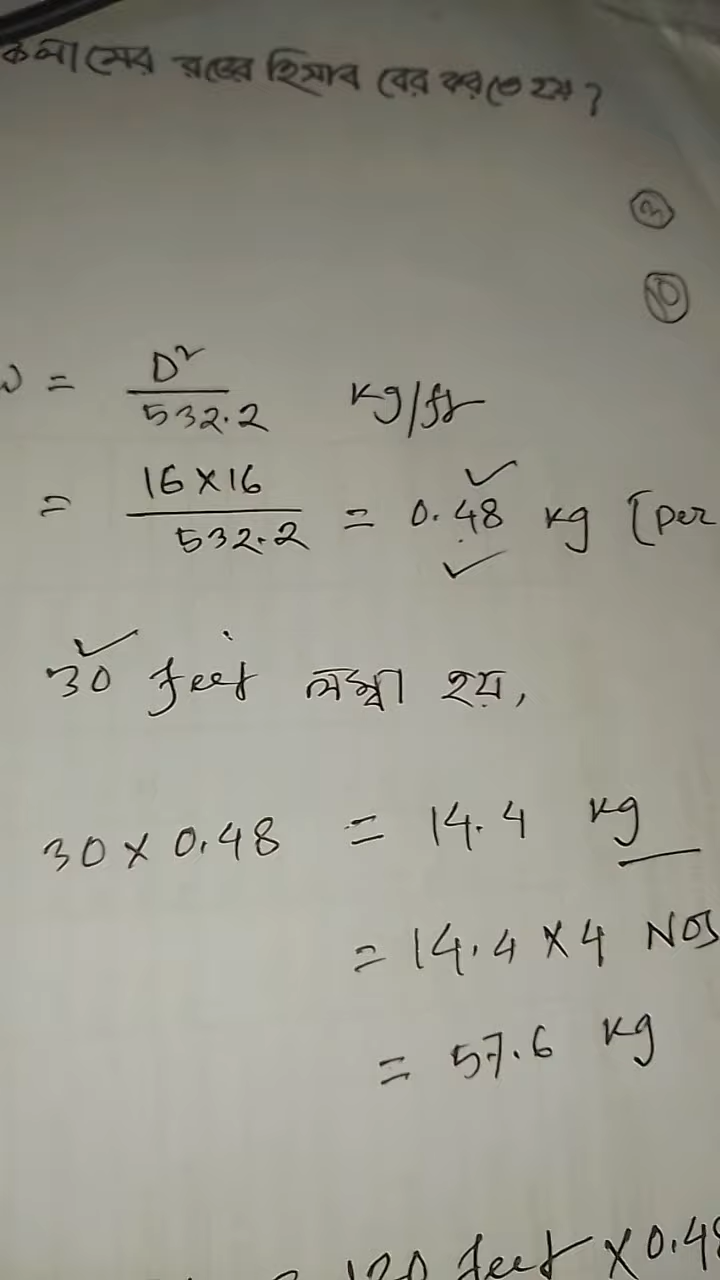 কলামের রডের হিসাব বের করতে হয়?
W = D² / 532.2 kg/ft
= 16×16 / 532.2 = 0.48 kg [per
30 feet লম্বা হয়,
30 × 0.48 = 14.4 kg
= 14.4 × 4 NOS
= 57.6 kg
120 feet × 0.48